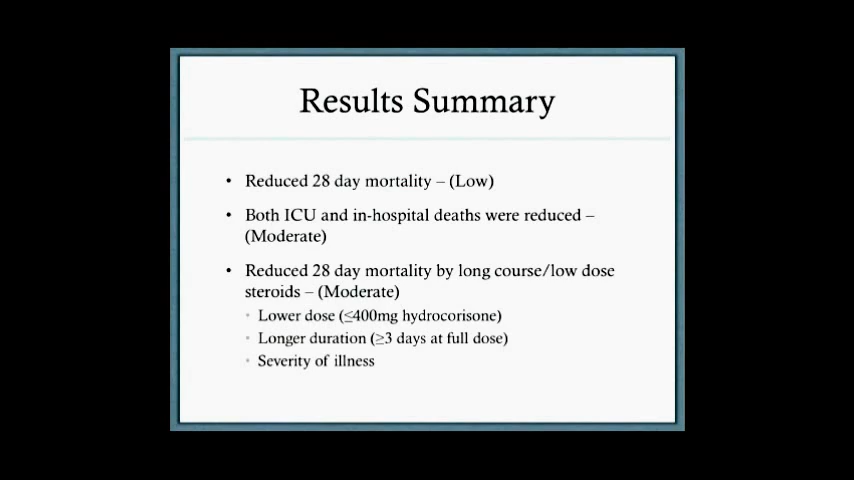 Results Summary
• Reduced 28 day mortality – (Low)
• Both ICU and in-hospital deaths were reduced –
(Moderate)
• Reduced 28 day mortality by long course/low dose
steroids – (Moderate)
• Lower dose (≤400mg hydrocorisone)
• Longer duration (≥3 days at full dose)
• Severity of illness